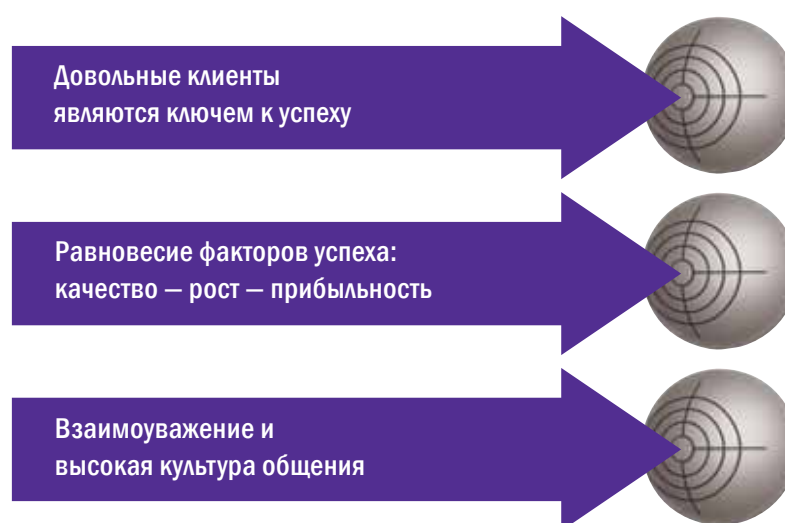 Довольные клиенты
являются ключем к успеху
Равновесие факторов успеха:
качество — рост — прибыльность
Взаимоуважение и
высокая культура общения